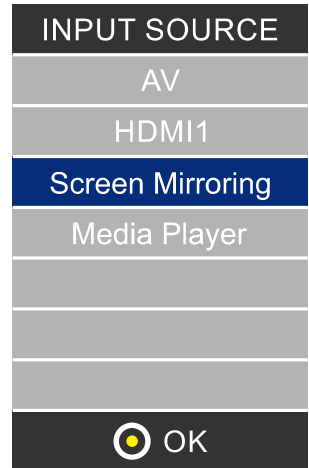 INPUT SOURCE
AV
HDMI1
Screen Mirroring
Media Player
OK